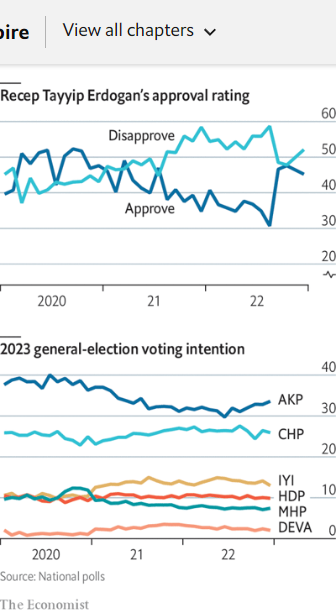 pire
View all chapters
Recep Tayyip Erdogan's approval rating
60
Disapprove
50
40
Approve
30
20
2020 21 22
2023 general-election voting intention
40
AKP
30
CHP
20
IYI
HDP 10
MHP
DEVA 0
2020 21 22
Source: National polls
The Economist